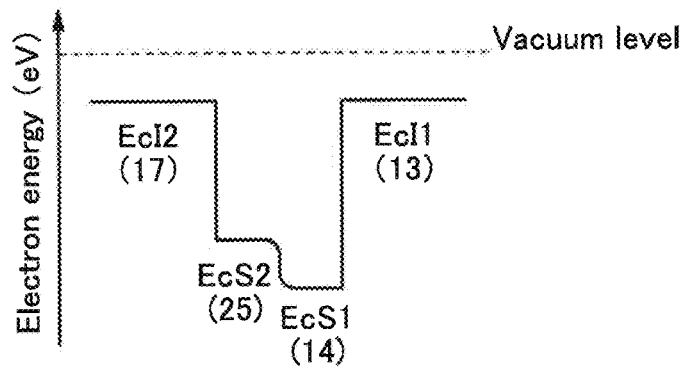 Vacuum level
Electron energy (eV)
EcI2
(17)
EcI1
(13)
EcS2
(25)
EcS1
(14)